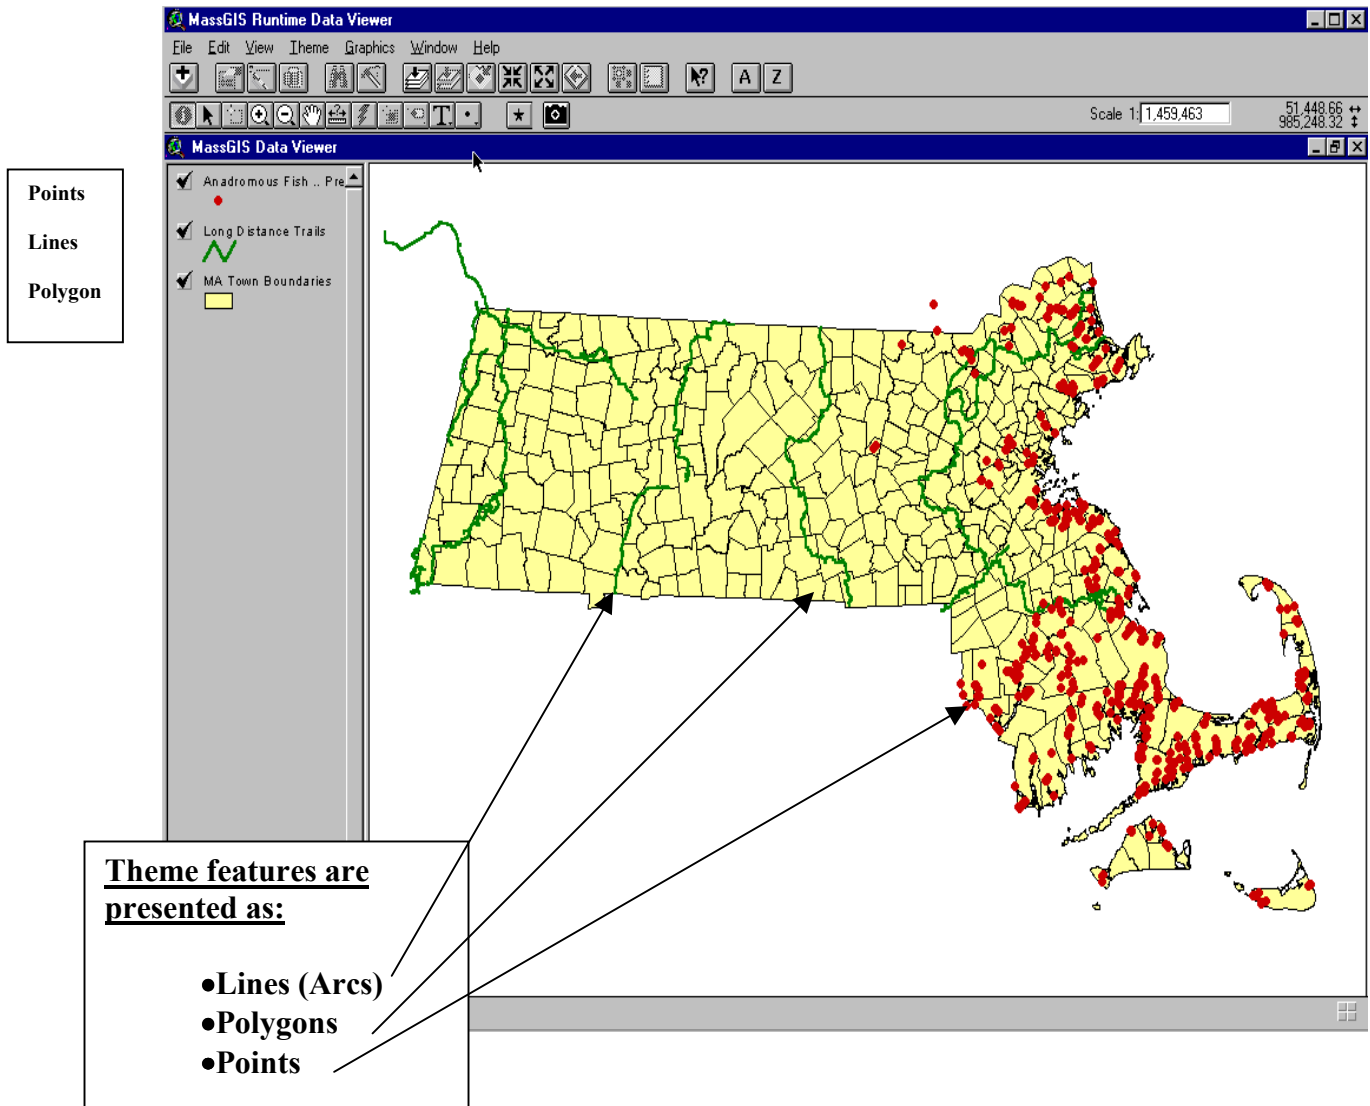 MassGIS Runtime Data Viewer
File Edit View Theme Graphics Window Help
A Z
T
Scale 1: 1,459,463
51,448.66
985,248.32
MassGIS Data Viewer
Points
Lines
Polygon
Anadromous Fish .. Pre
Long Distance Trails
MA Town Boundaries
Theme features are
presented as:
•Lines (Arcs)
•Polygons
•Points